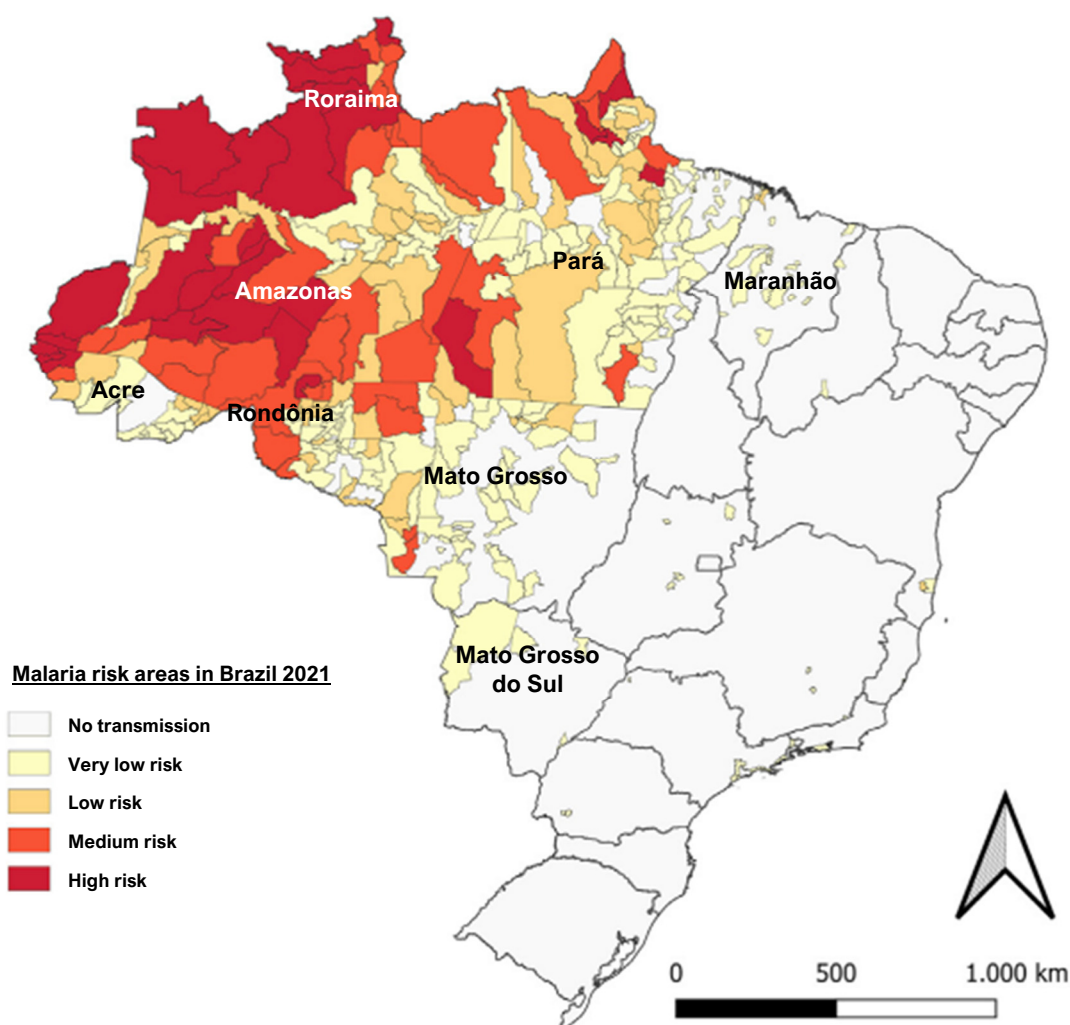 Roraima
Pará
Maranhão
Amazonas
Acre
Rondônia
Mato Grosso
Mato Grosso
do Sul
Malaria risk areas in Brazil 2021
No transmission
Very low risk
Low risk
Medium risk
High risk
0 500 1.000 km